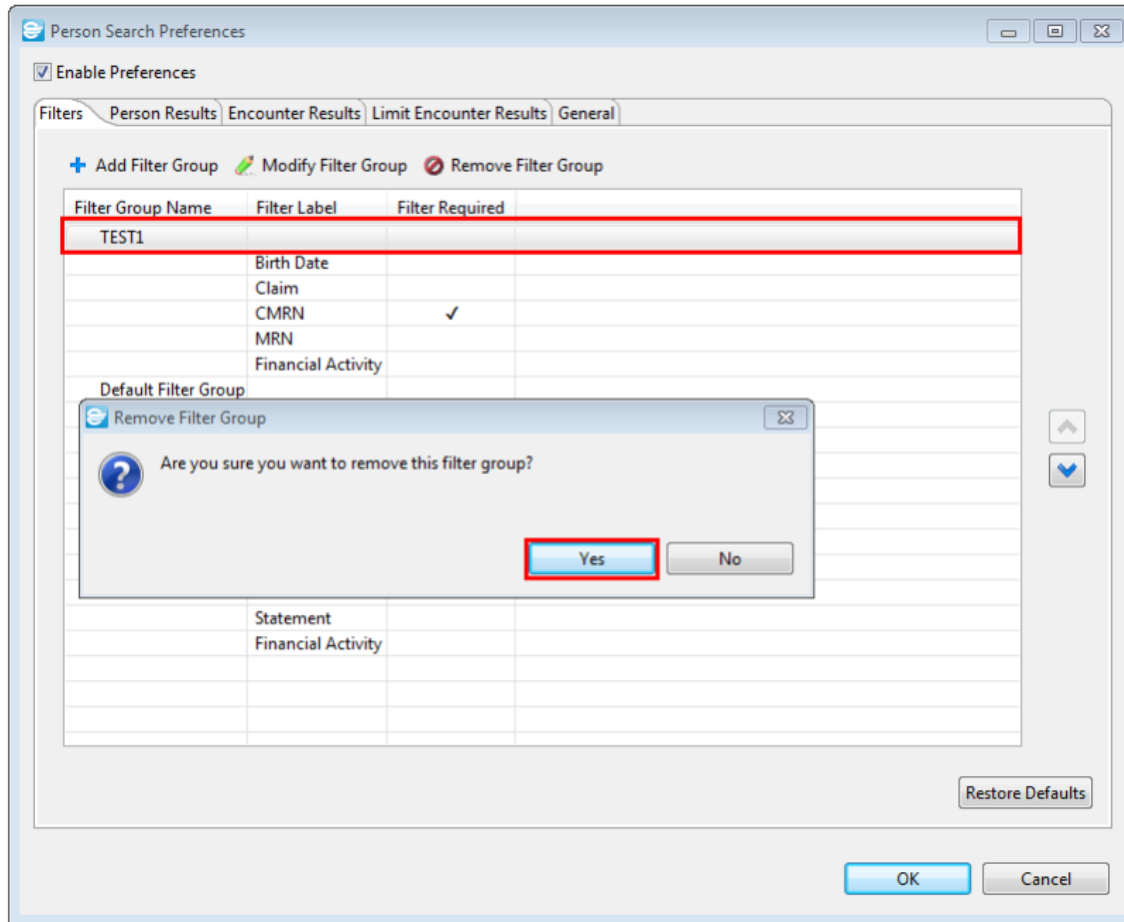 Person Search Preferences
Enable Preferences
Filters Person Results Encounter Results Limit Encounter Results General
Add Filter Group Modify Filter Group Remove Filter Group
Filter Group Name Filter Label Filter Required
TEST1
Birth Date
Claim
CMRN ✓
MRN
Financial Activity
Default Filter Group
Remove Filter Group
Are you sure you want to remove this filter group?
Yes No
Statement
Financial Activity
Restore Defaults
OK Cancel